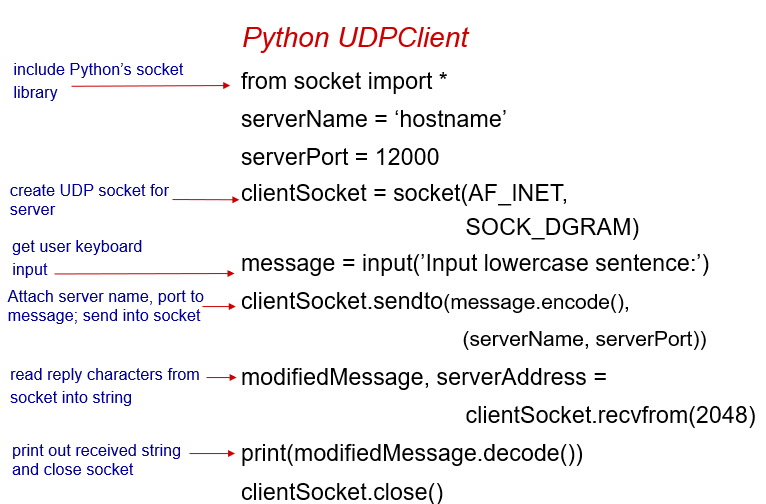 Python UDPClient
include Python’s socket
library
from socket import *
serverName = ‘hostname’
serverPort = 12000
create UDP socket for
server
clientSocket = socket(AF_INET,
SOCK_DGRAM)
get user keyboard
input
message = input(’Input lowercase sentence:’)
Attach server name, port to
message; send into socket
clientSocket.sendto(message.encode(),
(serverName, serverPort))
read reply characters from
socket into string
modifiedMessage, serverAddress =
clientSocket.recvfrom(2048)
print out received string
and close socket
print(modifiedMessage.decode())
clientSocket.close()